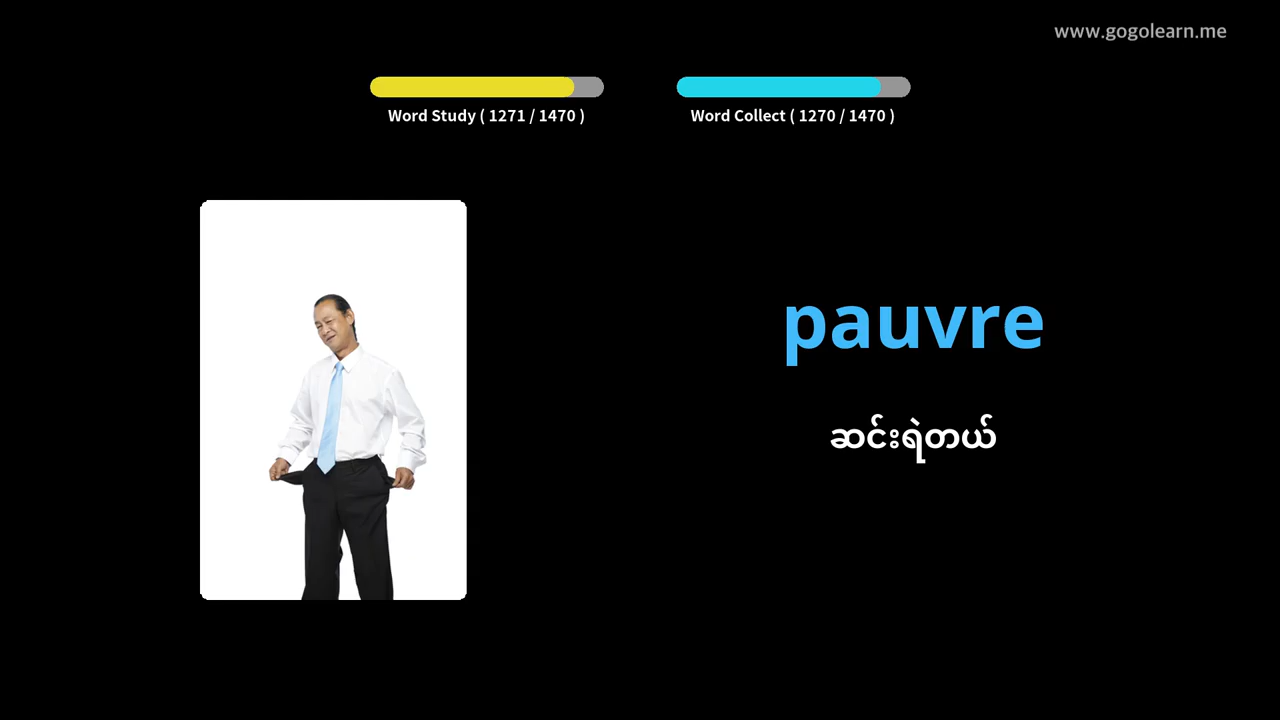 www.gogolearn.me
Word Study ( 1271 / 1470 )
Word Collect ( 1270 / 1470 )
pauvre
ဆင်းရဲတယ်